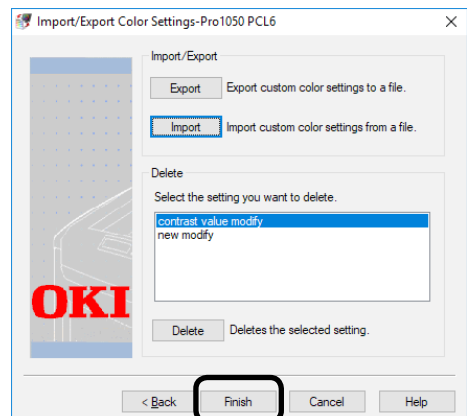 Import/Export Color Settings-Pro1050 PCL6
Import/Export
Export Export custom color settings to a file.
Import Import custom color settings from a file.
Delete
Select the setting you want to delete.
contrast value modify
new modify
OKI
Delete Deletes the selected setting.
< Back Finish Cancel Help